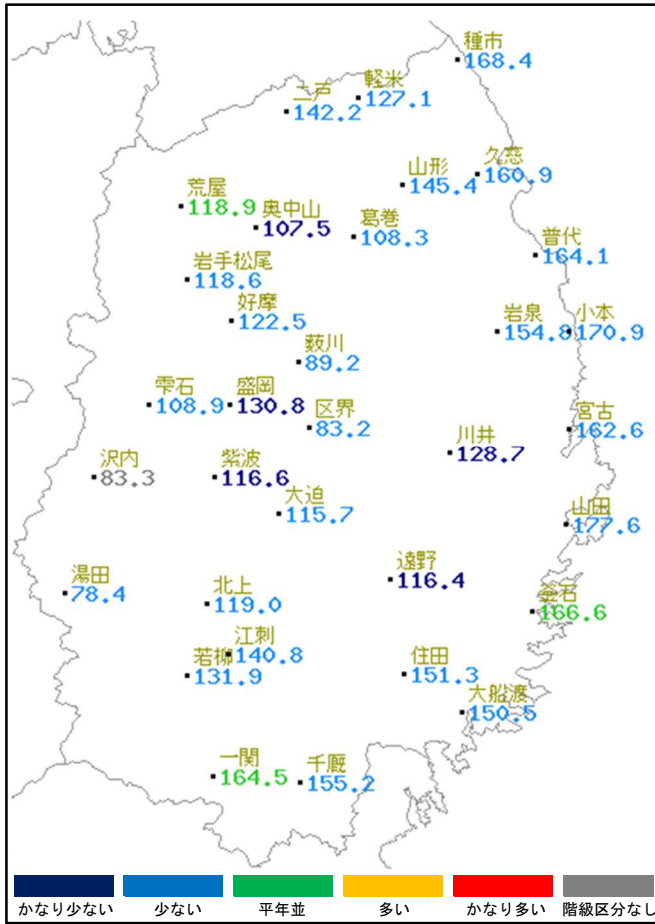 種市
168.4
軽米
127.1
二戸
142.2
久慈
160.9
山形
145.4
荒屋
118.9
奥中山
107.5
葛巻
108.3
普代
164.1
岩手松尾
118.6
好摩
122.5
岩泉
154.8
小本
170.9
薮川
89.2
雫石
108.9
盛岡
130.8
区界
83.2
宮古
162.6
川井
128.7
沢内
83.3
紫波
116.6
大迫
115.7
山田
177.6
遠野
116.4
湯田
78.4
北上
119.0
釜石
166.6
江刺
140.8
若柳
131.9
住田
151.3
大船渡
150.5
一関
164.5
千厩
155.2
かなり少ない 少ない 平年並 多い かなり多い 階級区分なし